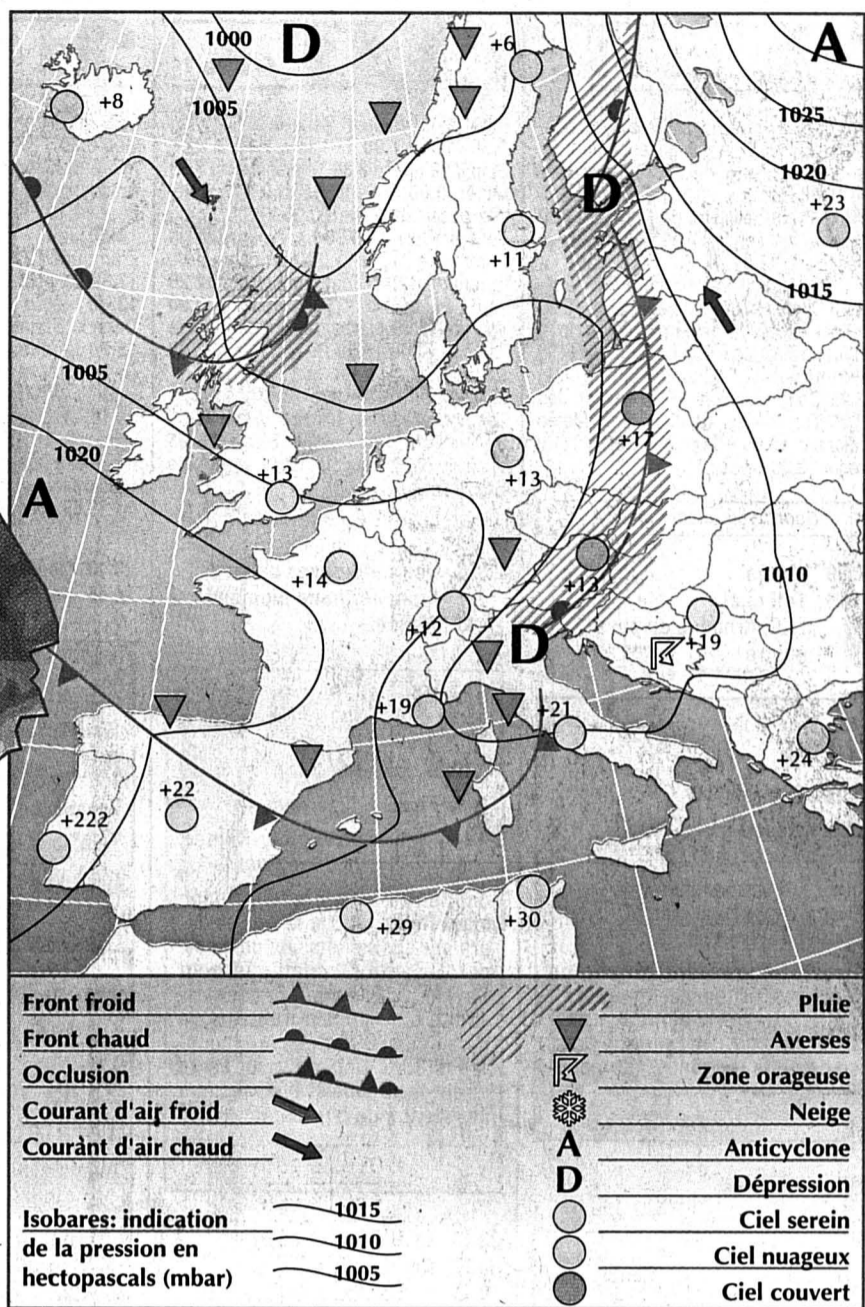 1000
D
A
+6
+8
1005
1025
1020
+23
D
+11
1015
1005
+17
1020
+13
A
+13
+14
+13
1010
+12
+19
D
+19
+21
+24
+22
+222
+30
+29
Front froid
Front chaud
Occlusion
Courant d'air froid
Courànt d'air chaud
Isobares: indication
de la pression en
hectopascals (mbar)
1015
1010
1005
Pluie
Averses
Zone orageuse
Neige
A Anticyclone
D Dépression
Ciel serein
Ciel nuageux
Ciel couvert